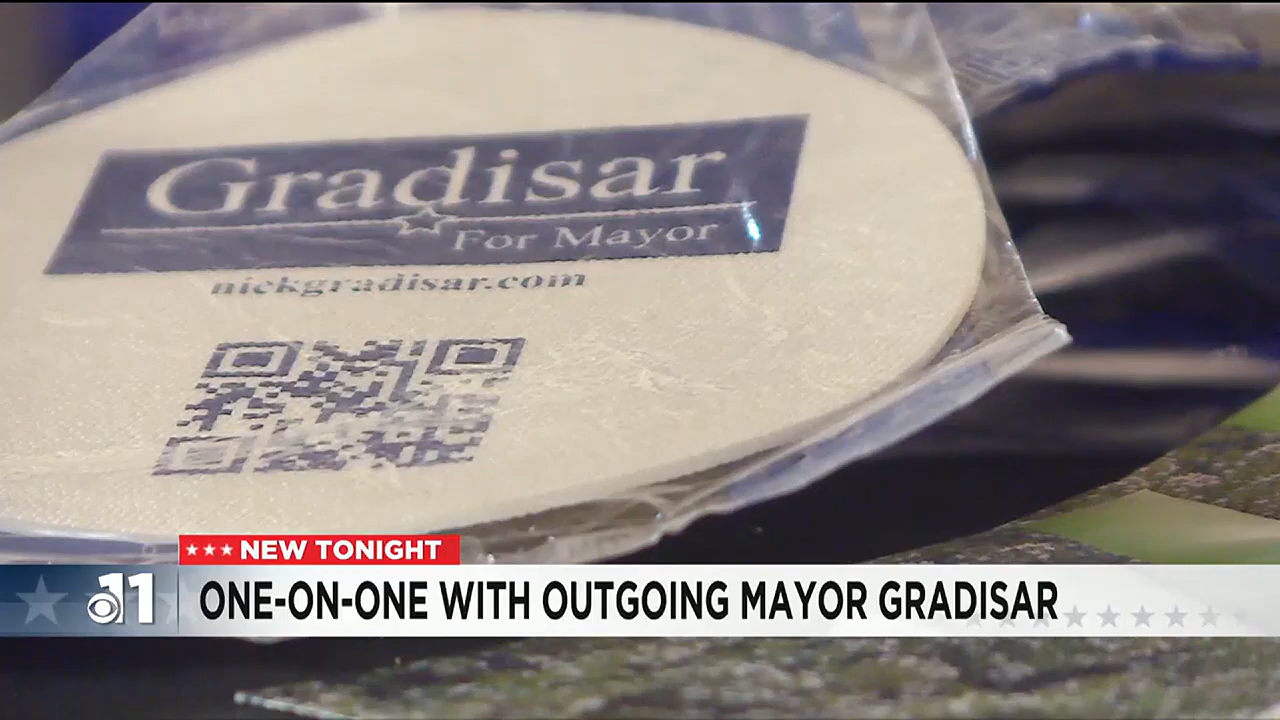 Gradisar
For Mayor
nickgradisar.com
NEW TONIGHT
11
ONE-ON-ONE WITH OUTGOING MAYOR GRADISAR